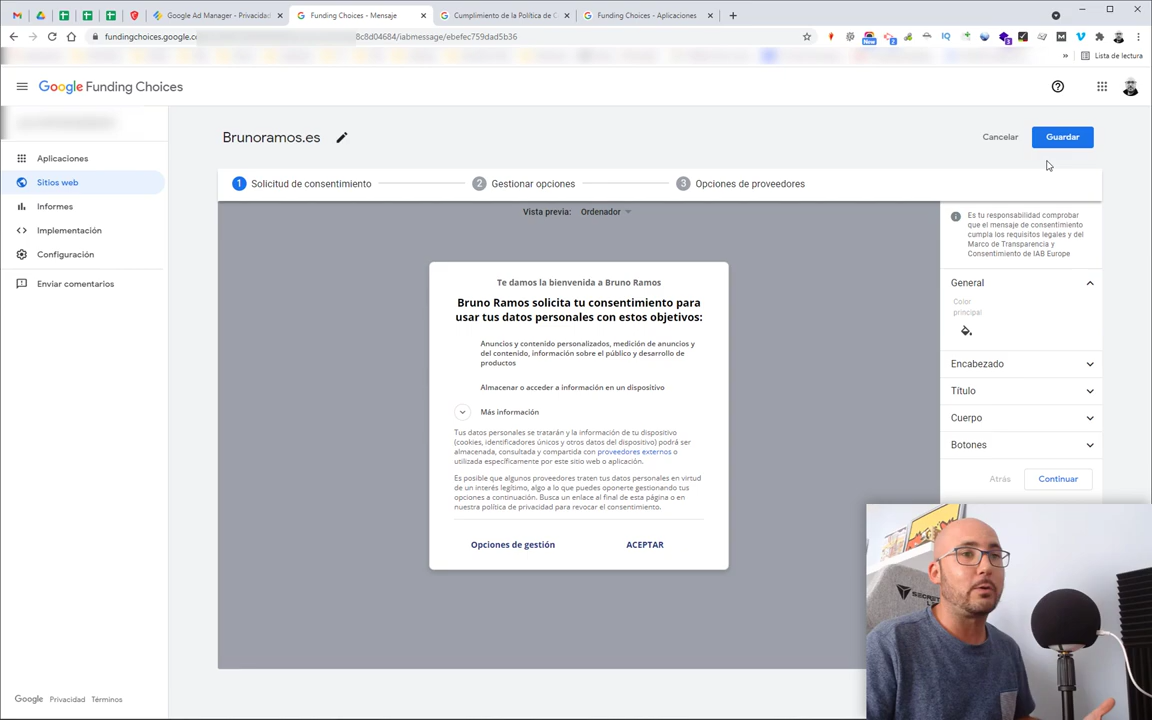 Google Ad Manager - Privacidad
Funding Choices - Mensaje
Cumplimiento de la Política de C
Funding Choices - Aplicaciones
fundingchoices.google.c
8c8d04684/iabmessage/ebefec759dad5b36
New
Lista de lectura
Google Funding Choices
Aplicaciones
Sitios web
Informes
Implementación
Configuración
Enviar comentarios
Brunoramos.es
Cancelar
Guardar
1 Solicitud de consentimiento
2 Gestionar opciones
3 Opciones de proveedores
Vista previa: Ordenador
Te damos la bienvenida a Bruno Ramos
Bruno Ramos solicita tu consentimiento para
usar tus datos personales con estos objetivos:
Anuncios y contenido personalizados, medición de anuncios y
del contenido, información sobre el público y desarrollo de
productos
Almacenar o acceder a información en un dispositivo
Más información
Tus datos personales se tratarán y la información de tu dispositivo
(cookies, identificadores únicos y otros datos del dispositivo) podrá ser
almacenada, consultada y compartida con proveedores externos o
utilizada específicamente por este sitio web o aplicación.
Es posible que algunos proveedores traten tus datos personales en virtud
de un interés legítimo, algo a lo que puedes oponerte gestionando tus
opciones a continuación. Busca un enlace al final de esta página o en
nuestra política de privacidad para revocar el consentimiento.
Opciones de gestión
ACEPTAR
Es tu responsabilidad comprobar
que el mensaje de consentimiento
cumpla los requisitos legales y del
Marco de Transparencia y
Consentimiento de IAB Europe
General
Color
principal
Encabezado
Título
Cuerpo
Botones
Atrás
Continuar
Google Privacidad Términos